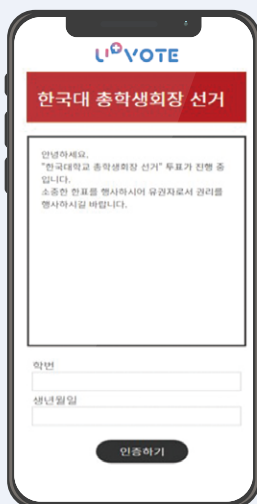 U⁺VOTE
한국대 총학생회장 선거
안녕하세요.
"한국대학교 총학생회장 선거" 투표가 진행 중
입니다.
소중한 한표를 행사하시어 유권자로서 권리를
행사하시길 바랍니다.
학번
생년월일
인증하기